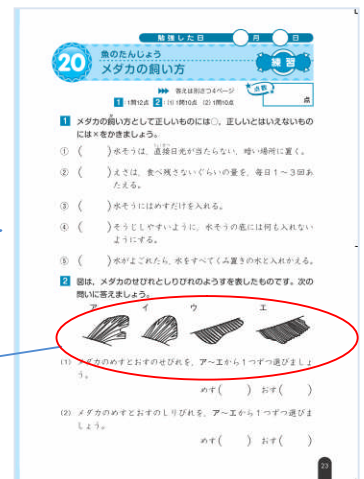 勉強した日 月 日
20 魚のたんじょう
メダカの飼い方 練習
▶▶▶ 答えは別さつ4ページ 点数
1 1問12点 2 :(1) 1問10点 (2) 1問10点 点
1 メダカの飼い方として正しいものには○、正しいとはいえないもの
には×をかきましょう。
① ( )水そうは、直接日光が当たらない、暗い場所に置く。
② ( )えさは、食べ残さないぐらいの量を、毎日1~3回あ
たえる。
③ ( )水そうにはめすだけを入れる。
④ ( )そうじしやすいように、水そうの底には何も入れない
ようにする。
⑤ ( )水がよごれたら、水をすべてくみ置きの水と入れかえる。
2 図は、メダカのせびれとしりびれのようすを表したものです。次の
問いに答えましょう。
ア イ ウ エ
(1) メダカのめすとおすのせびれを、ア~エから1つずつ選びましょ
う。
めす( ) おす( )
(2) メダカのめすとおすのしりびれを、ア~エから1つずつ選びま
しょう。
めす( ) おす( )
23